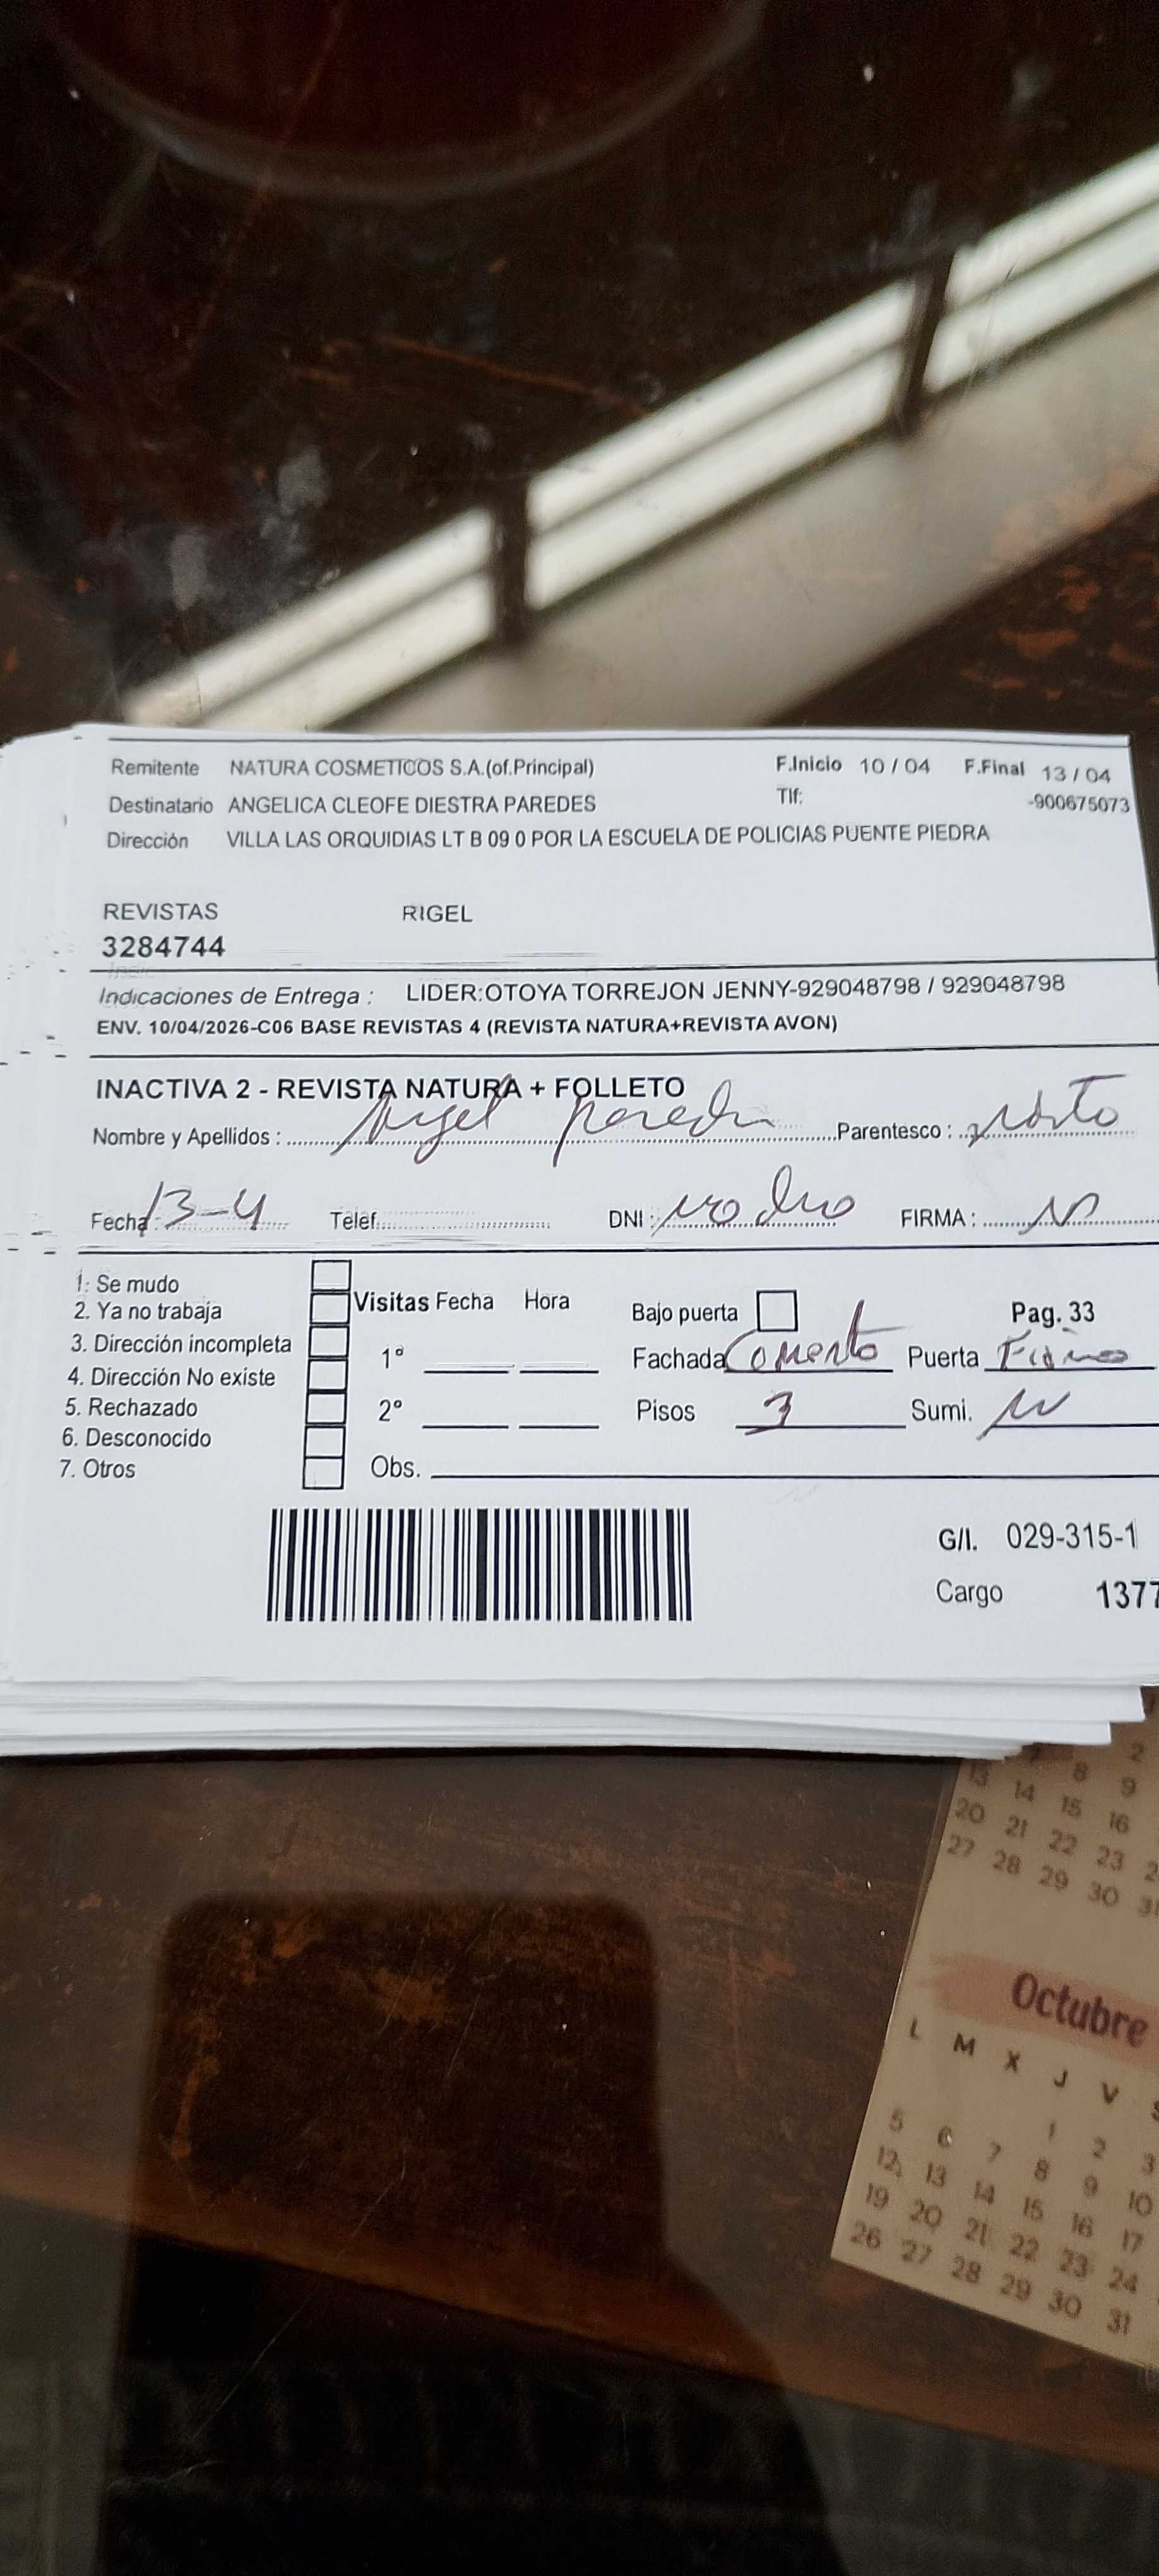 Remitente NATURA COSMETICOS S.A.(of.Principal) F.Inicio 10 / 04 F.Final 13 / 04
Destinatario ANGELICA CLEOFE DIESTRA PAREDES Tlf: -900675073
Dirección VILLA LAS ORQUIDIAS LT B 09 0 POR LA ESCUELA DE POLICIAS PUENTE PIEDRA
REVISTAS RIGEL
3284744
Indicaciones de Entrega : LIDER:OTOYA TORREJON JENNY-929048798 / 929048798
ENV. 10/04/2026-C06 BASE REVISTAS 4 (REVISTA NATURA+REVISTA AVON)
INACTIVA 2 - REVISTA NATURA + FOLLETO
Nombre y Apellidos : Parentesco :
Fecha : 13-4 Telef. DNI : FIRMA :
1. Se mudo
2. Ya no trabaja
3. Dirección incompleta
4. Dirección No existe
5. Rechazado
6. Desconocido
7. Otros
Visitas Fecha Hora
1º
2º
Obs.
Bajo puerta Pag. 33
Fachada Puerta
Pisos 3 Sumi.
G/I. 029-315-1
Cargo 1377
2
7 8 9
13 14 15 16
20 21 22 23 2
27 28 29 30 31
Octubre
L M X J V S
1 2 3
5 6 7 8 9 10
12 13 14 15 16 17
19 20 21 22 23 24
26 27 28 29 30 31